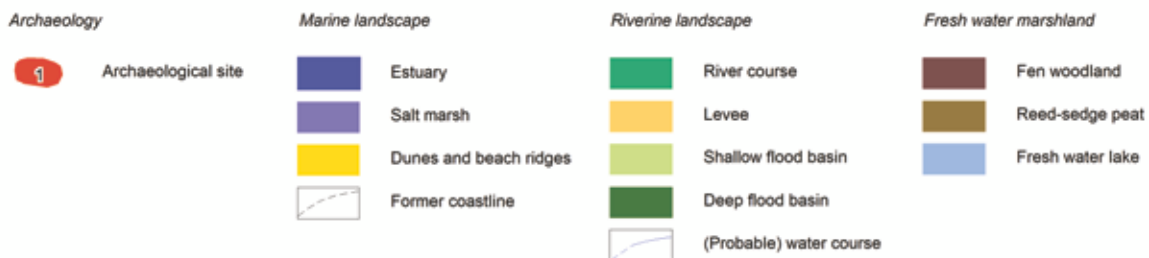 Archaeology
1
Archaeological site
Marine landscape
Estuary
Salt marsh
Dunes and beach ridges
Former coastline
Riverine landscape
River course
Levee
Shallow flood basin
Deep flood basin
(Probable) water course
Fresh water marshland
Fen woodland
Reed-sedge peat
Fresh water lake